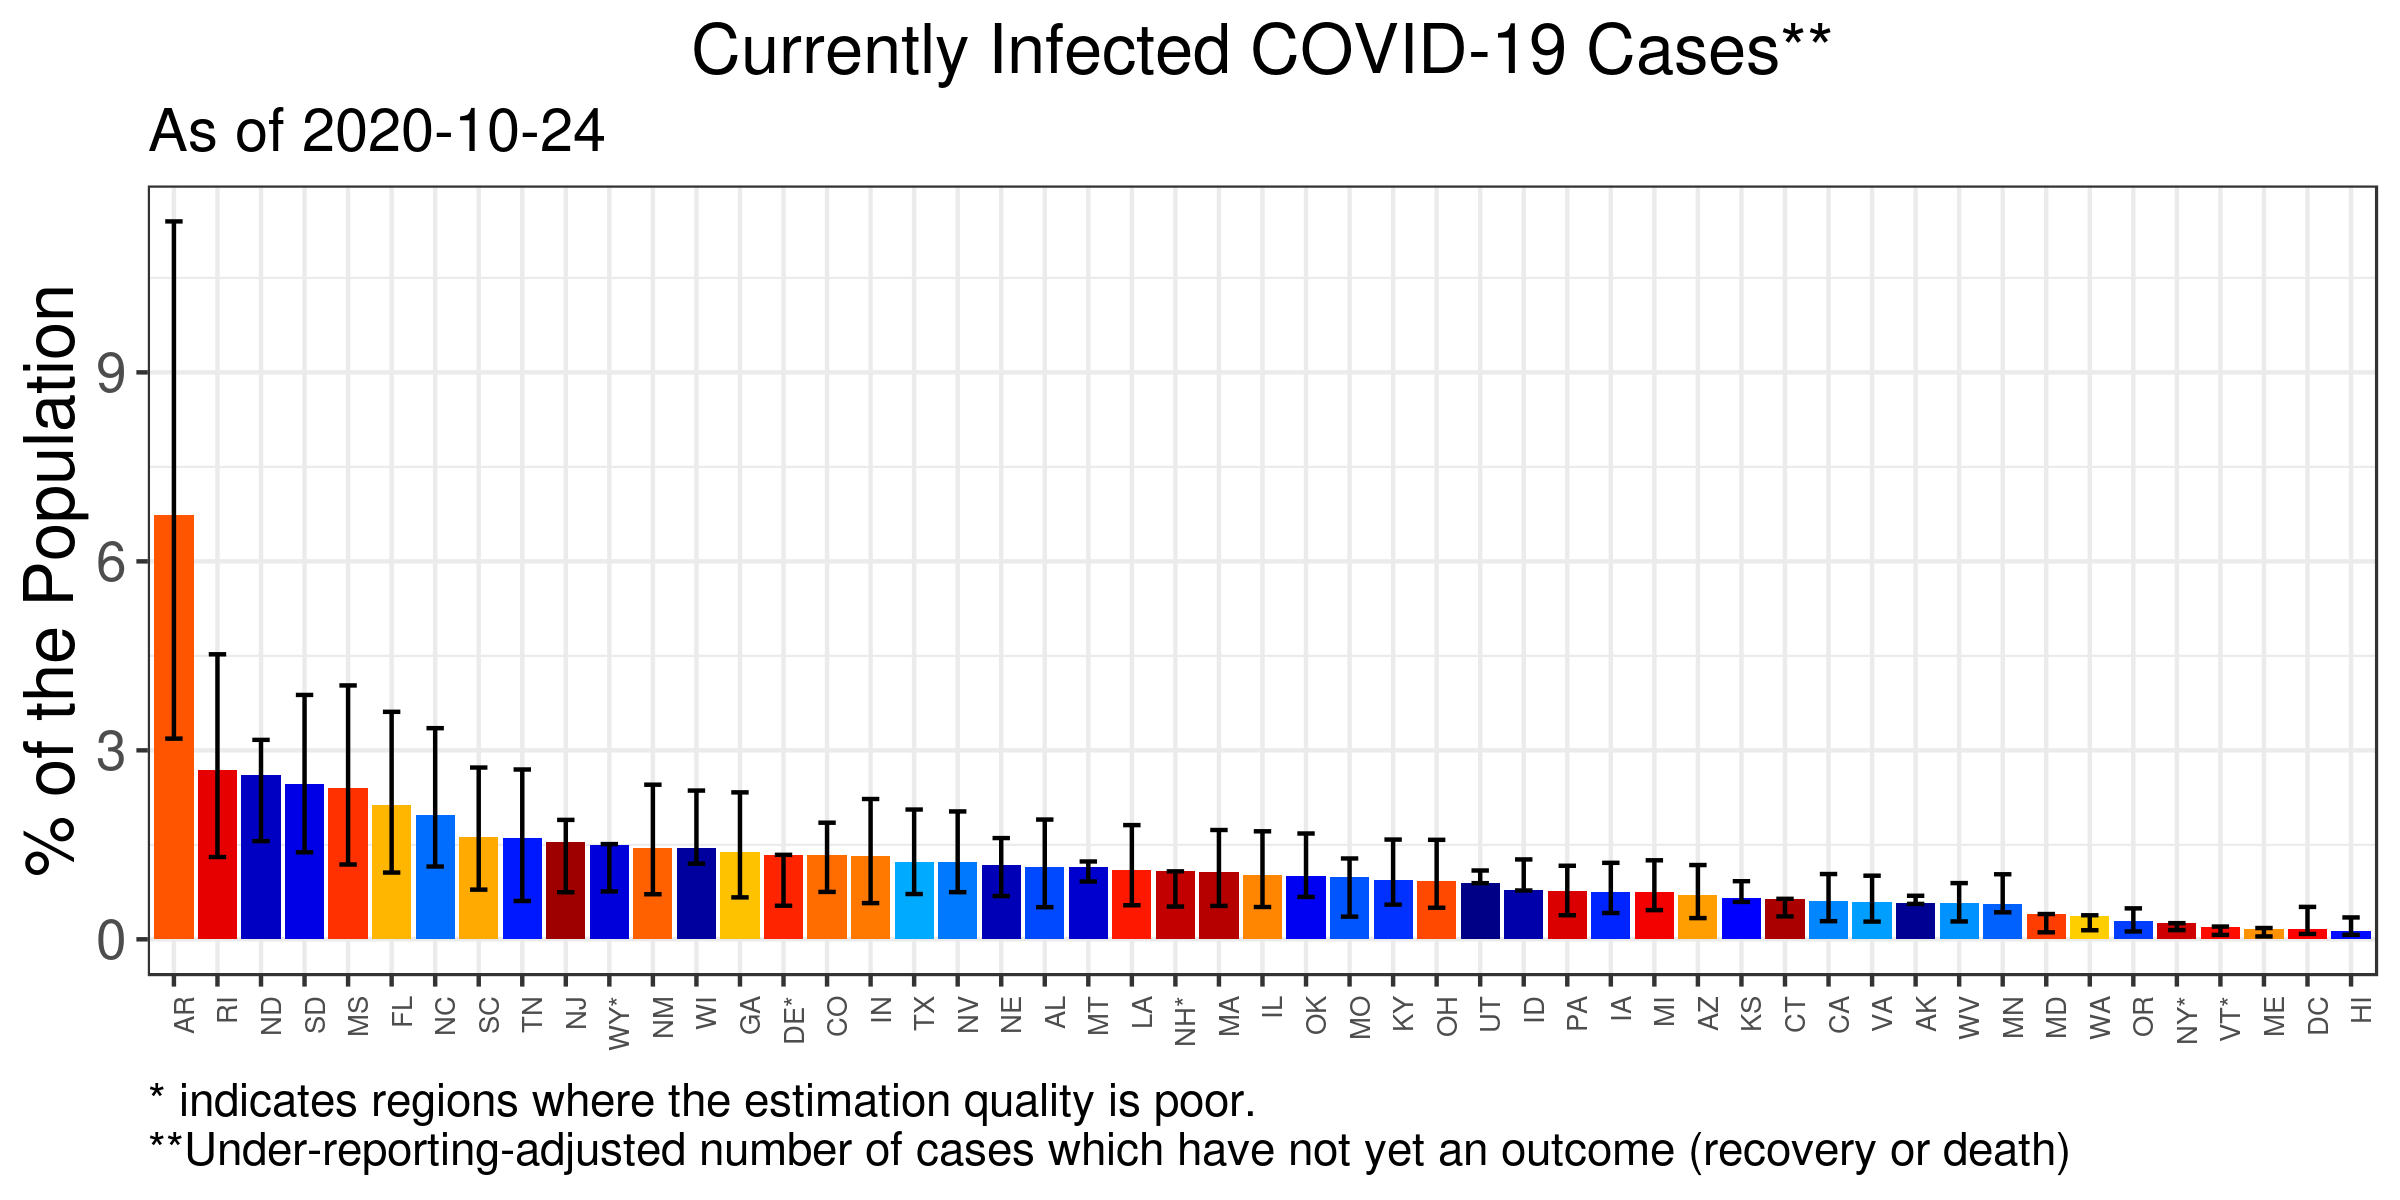 Currently Infected COVID-19 Cases**
As of 2020-10-24
% of the Population
9
6
3
0
AR RI ND SD MS FL NC SC TN NJ WY* NM WI GA DE* CO IN TX NV NE AL MT LA NH* MA IL OK MO KY OH UT ID PA IA MI AZ KS CT CA VA AK WV MN MD WA OR NY* VT* ME DC HI
* indicates regions where the estimation quality is poor.
**Under-reporting-adjusted number of cases which have not yet an outcome (recovery or death)